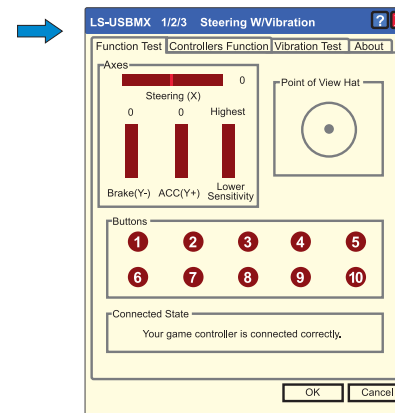 LS-USBMX 1/2/3 Steering W/Vibration ?
Function Test Controllers Function Vibration Test About
Axes
0
Steering (X)
0 0 Highest
Brake(Y-) ACC(Y+) Lower Sensitivity
Point of View Hat
Buttons
1 2 3 4 5
6 7 8 9 10
Connected State
Your game controller is connected correctly.
OK Cancel